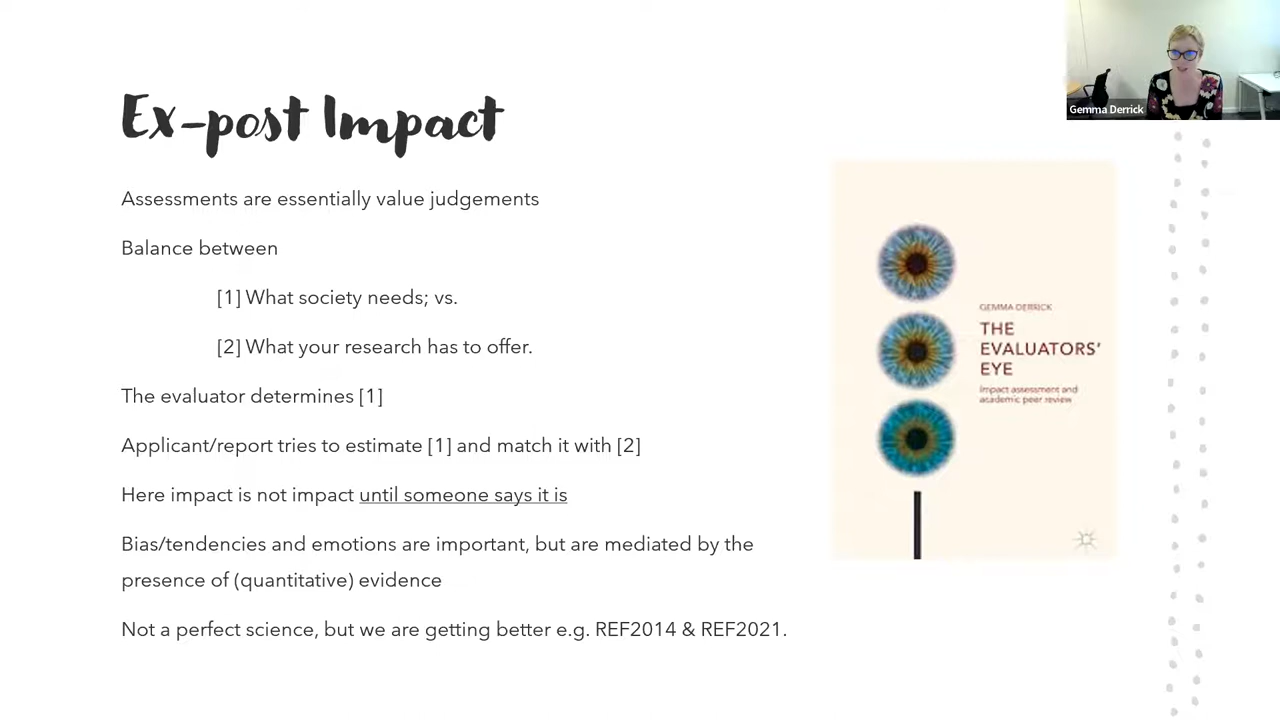 Ex-post Impact
Gemma Derrick
Assessments are essentially value judgements
Balance between
[1] What society needs; vs.
[2] What your research has to offer.
The evaluator determines [1]
Applicant/report tries to estimate [1] and match it with [2]
Here impact is not impact until someone says it is
Bias/tendencies and emotions are important, but are mediated by the
presence of (quantitative) evidence
Not a perfect science, but we are getting better e.g. REF2014 & REF2021.
GEMMA DERRICK
THE
EVALUATORS'
EYE
Impact assessment and
academic peer review